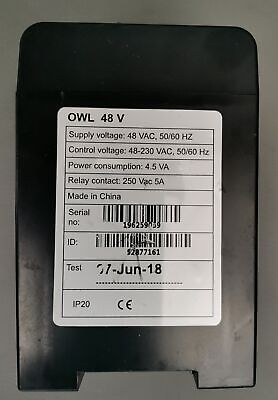 OWL 48 V
Supply voltage: 48 VAC, 50/60 HZ
Control voltage: 48-230 VAC, 50/60 Hz
Power consumption: 4.5 VA
Relay contact: 250 Vac 5A
Made in China
Serial no:
ID: 92877161
Test 07-Jun-18
IP20 CE